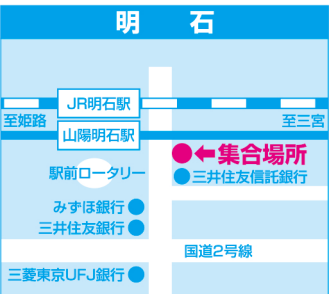 明 石
JR明石駅
至姫路
至三宮
山陽明石駅
←集合場所
駅前ロータリー
三井住友信託銀行
みずほ銀行
三井住友銀行
国道2号線
三菱東京UFJ銀行